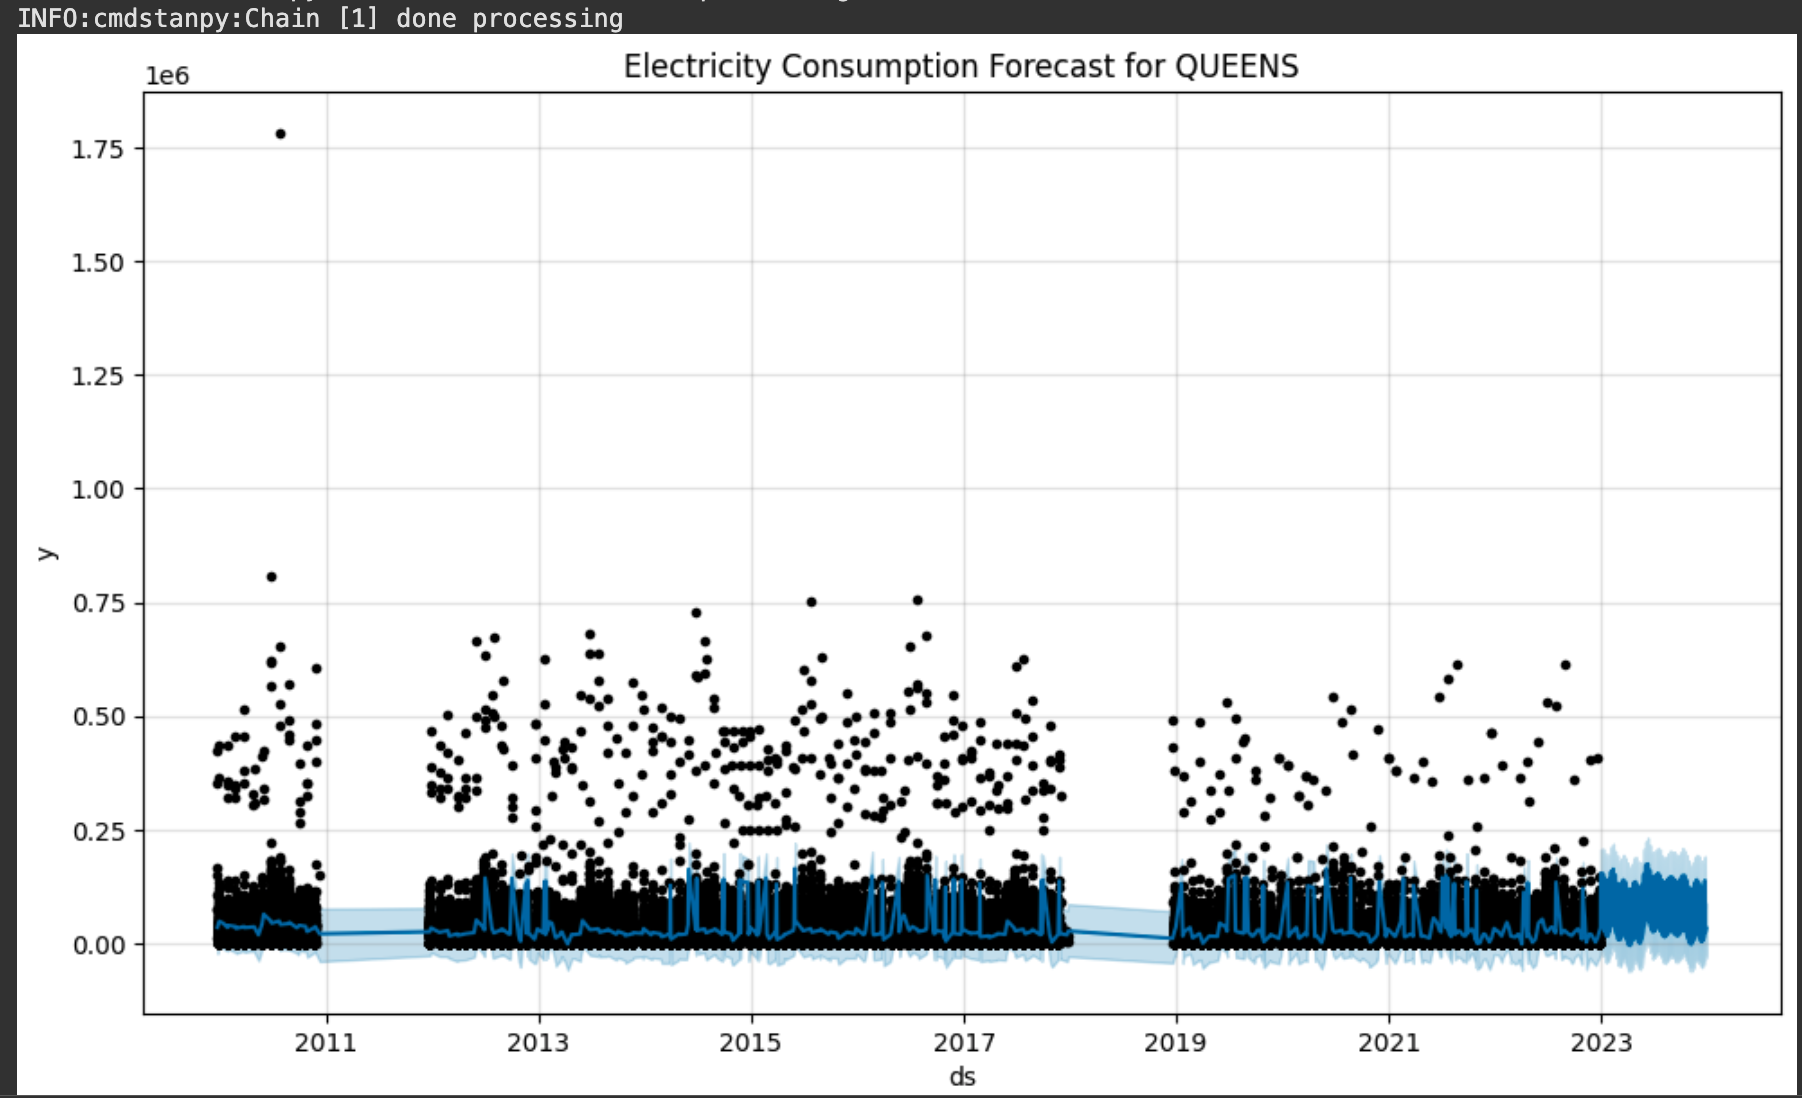 INFO:cmdstanpy:Chain [1] done processing
Electricity Consumption Forecast for QUEENS
1e6
1.75
1.50
1.25
1.00
0.75
0.50
0.25
0.00
y
2011 2013 2015 2017 2019 2021 2023
ds